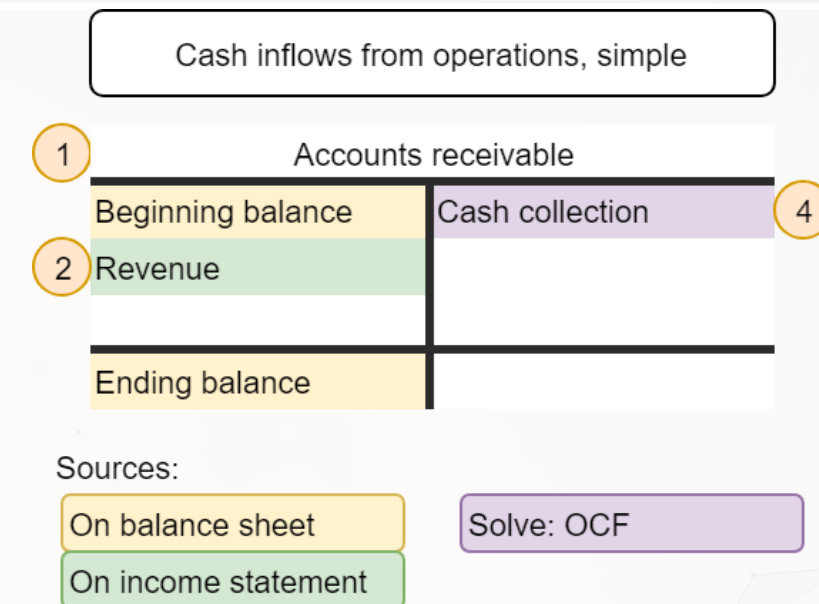 Cash inflows from operations, simple
1
Accounts receivable
Beginning balance
Cash collection
4
2
Revenue
Ending balance
Sources:
On balance sheet
Solve: OCF
On income statement